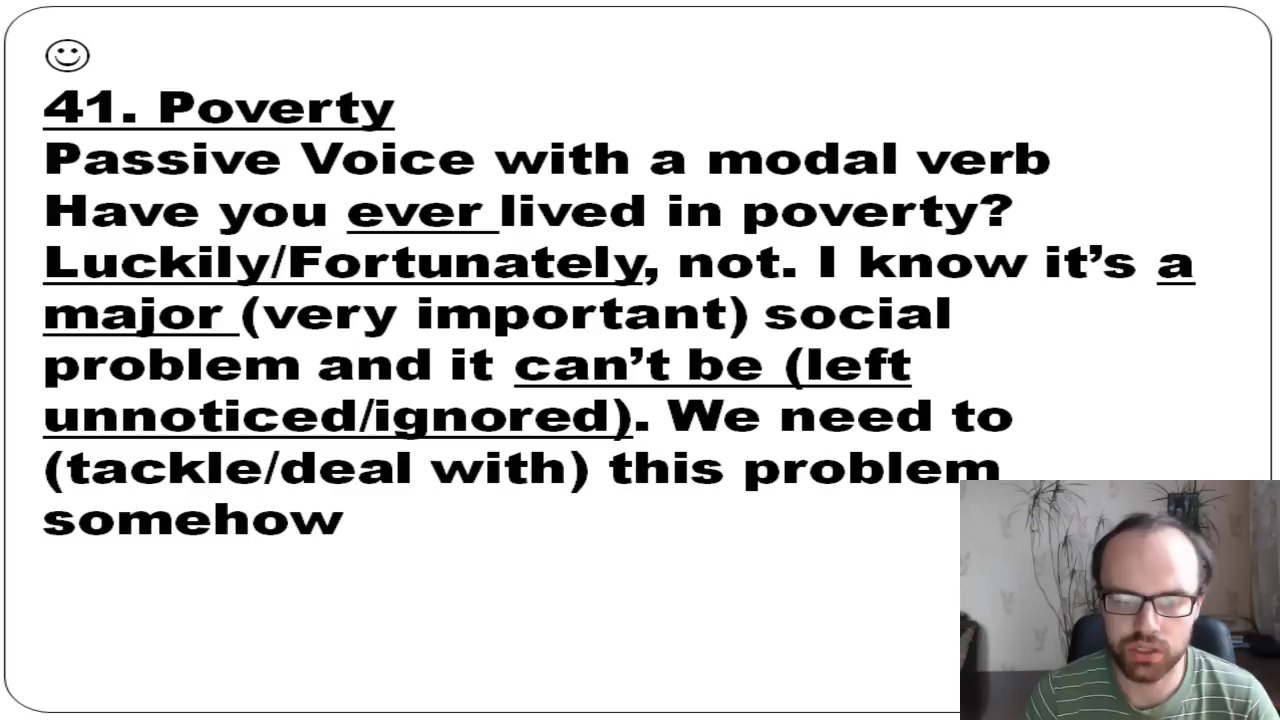 41. Poverty
Passive Voice with a modal verb
Have you ever lived in poverty?
Luckily/Fortunately, not. I know it’s a
major (very important) social
problem and it can’t be (left
unnoticed/ignored). We need to
(tackle/deal with) this problem
somehow